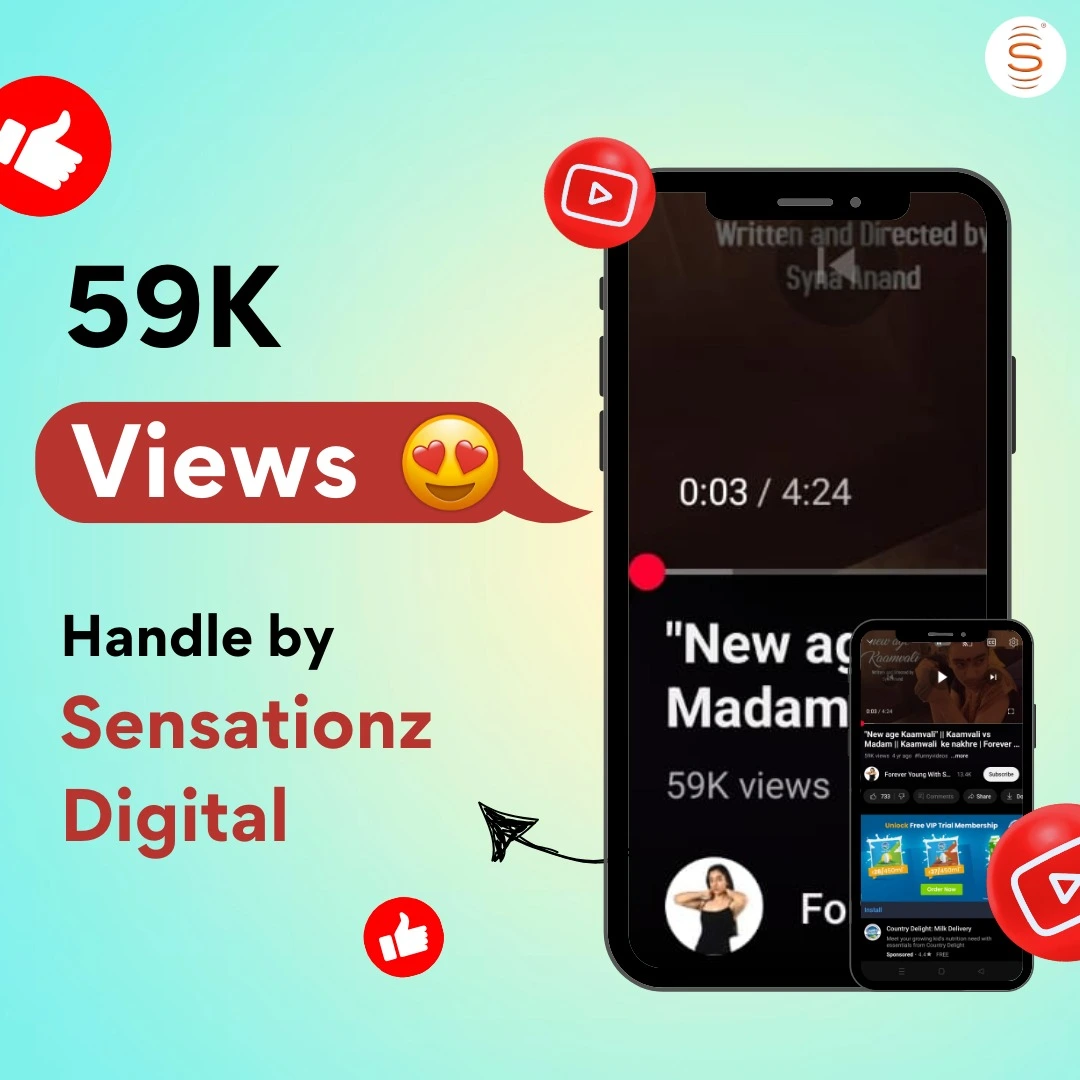 S
59K
Views
Handle by
Sensationz
Digital
Written and Directed by
Syna Anand
0:03 / 4:24
"New ag
Madam
59K views
Fo
new ag
Kaamvali
0:03 / 4:24
"New age Kaamvali" || Kaamvali vs
Madam || Kaamwali ke nakhre | Forever ...
59K views 4 yr ago #funnyvideos ...more
Forever Young With S... 13.4K Subscribe
733 Comments Share Do
Unlock Free VIP Trial Membership
Order Now
Install
Country Delight: Milk Delivery
Meet your growing kid's nutrition need with
essentials from Country Delight
Sponsored · 4.4★ FREE